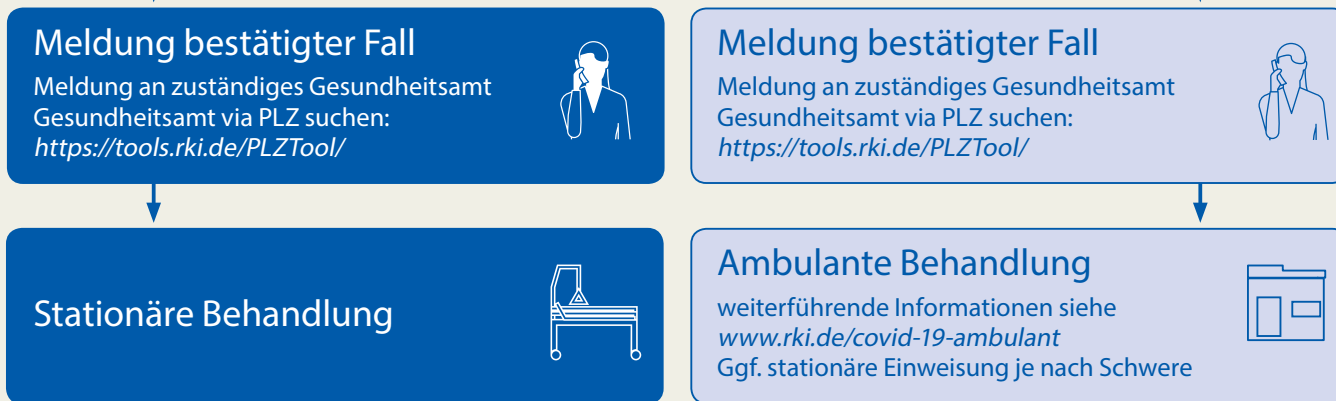 Meldung bestätigter Fall
Meldung an zuständiges Gesundheitsamt
Gesundheitsamt via PLZ suchen:
https://tools.rki.de/PLZTool/
Meldung bestätigter Fall
Meldung an zuständiges Gesundheitsamt
Gesundheitsamt via PLZ suchen:
https://tools.rki.de/PLZTool/
Stationäre Behandlung
Ambulante Behandlung
weiterführende Informationen siehe
www.rki.de/covid-19-ambulant
Ggf. stationäre Einweisung je nach Schwere